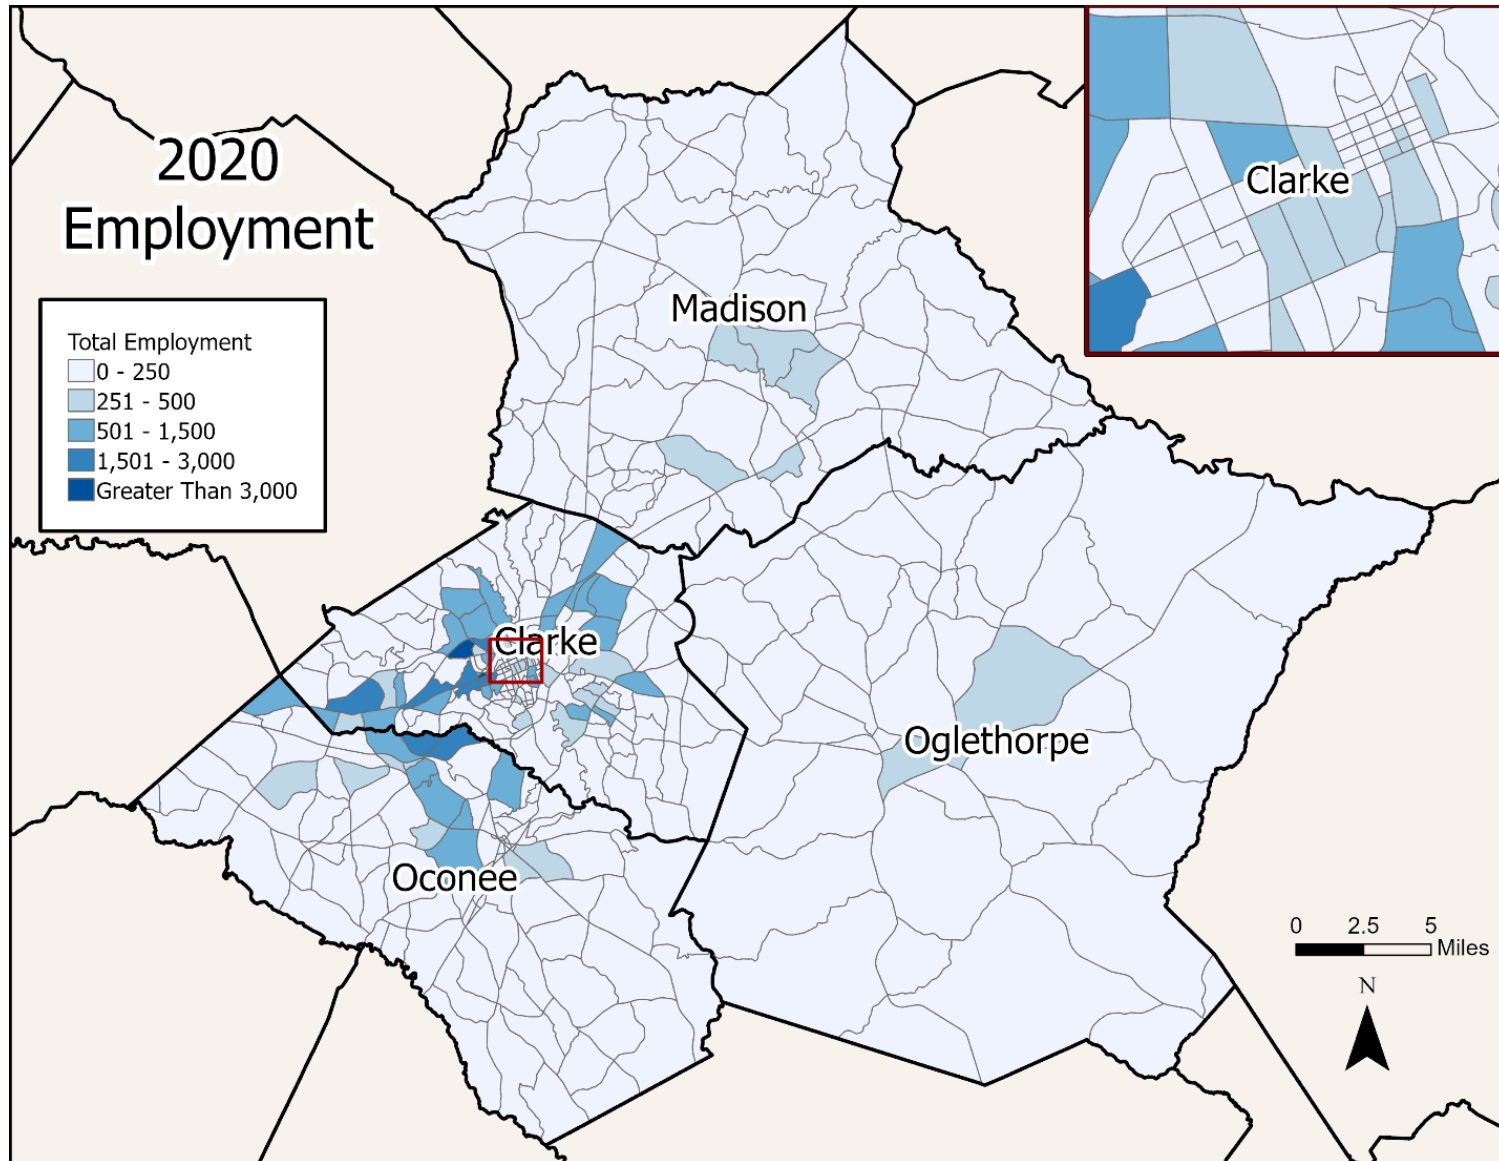 2020
Employment
Total Employment
0 - 250
251 - 500
501 - 1,500
1,501 - 3,000
Greater Than 3,000
Clarke
Madison
Clarke
Oglethorpe
Oconee
0 2.5 5
Miles
N